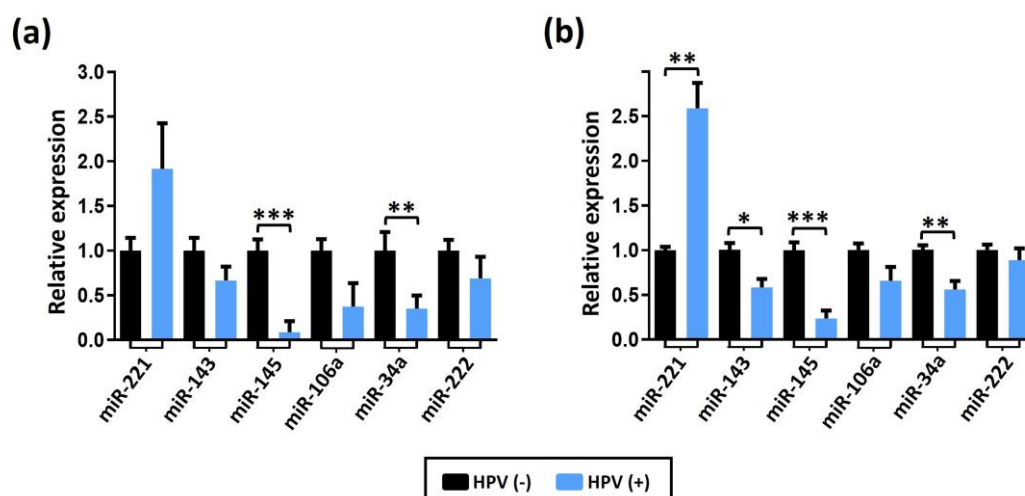 (a)
Relative expression
3.0
2.5
2.0
1.5
1.0
0.5
0.0
***
**
miR-221
miR-143
miR-145
miR-106a
miR-34a
miR-222
(b)
Relative expression
2.5
2.0
1.5
1.0
0.5
0.0
**
*
***
**
miR-221
miR-143
miR-145
miR-106a
miR-34a
miR-222
HPV (-) HPV (+)